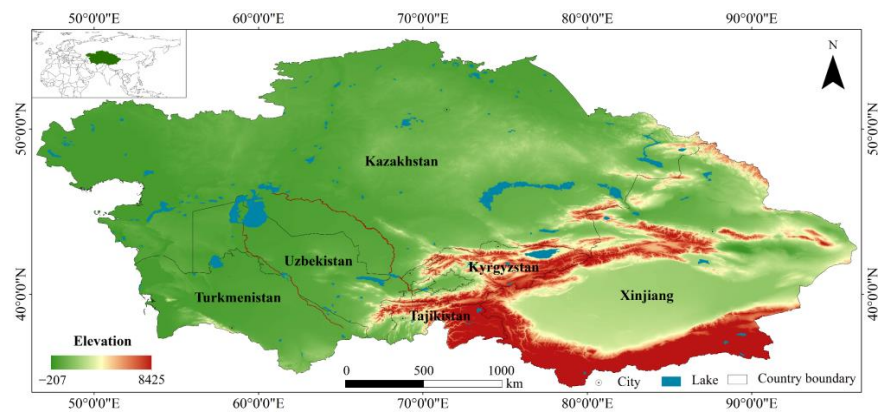 50°0'0"E 60°0'0"E 70°0'0"E 80°0'0"E 90°0'0"E
N
50°0'0"N
50°0'0"N
Kazakhstan
Uzbekistan
Kyrgyzstan
40°0'0"N
Turkmenistan
Xinjiang
40°0'0"N
Tajikistan
Elevation
−207 8425
0 500 1000
km
City Lake Country boundary
50°0'0"E 60°0'0"E 70°0'0"E 80°0'0"E 90°0'0"E